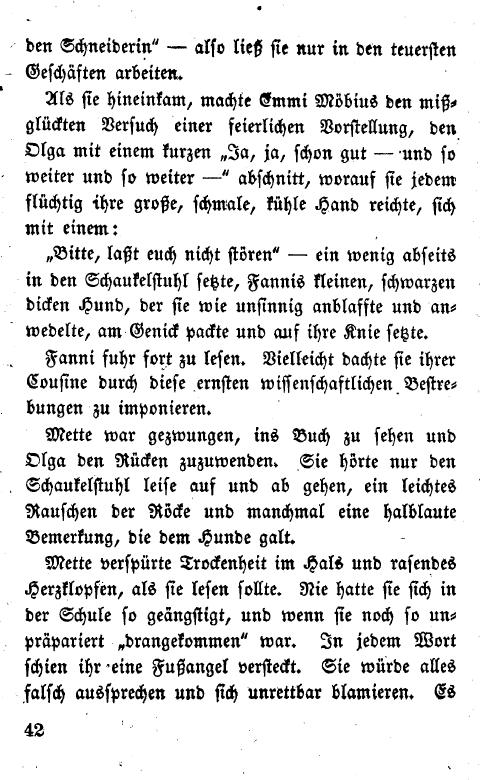 den Schneiderin“ — also ließ sie nur in den teuersten
Geschäften arbeiten.
Als sie hineinkam, machte Emmi Möbius den miß-
glückten Versuch einer feierlichen Vorstellung, den
Olga mit einem kurzen „Ja, ja, schon gut — und so
weiter und so weiter —“ abschnitt, worauf sie jedem
flüchtig ihre große, schmale, kühle Hand reichte, sich
mit einem:
„Bitte, laßt euch nicht stören“ — ein wenig abseits
in den Schaukelstuhl setzte, Fannis kleinen, schwarzen
dicken Hund, der sie wie unsinnig anblaffte und an-
wedelte, am Genick packte und auf ihre Knie setzte.
Fanni fuhr fort zu lesen. Vielleicht dachte sie ihrer
Cousine durch diese ernsten wissenschaftlichen Bestre-
bungen zu imponieren.
Mette war gezwungen, ins Buch zu sehen und
Olga den Rücken zuzuwenden. Sie hörte nur den
Schaukelstuhl leise auf und ab gehen, ein leichtes
Rauschen der Röcke und manchmal eine halblaute
Bemerkung, die dem Hunde galt.
Mette verspürte Trockenheit im Hals und rasendes
Herzklopfen, als sie lesen sollte. Nie hatte sie sich in
der Schule so geängstigt, und wenn sie noch so un-
präpariert „drangekommen“ war. In jedem Wort
schien ihr eine Fußangel versteckt. Sie würde alles
falsch aussprechen und sich unrettbar blamieren. Es
42